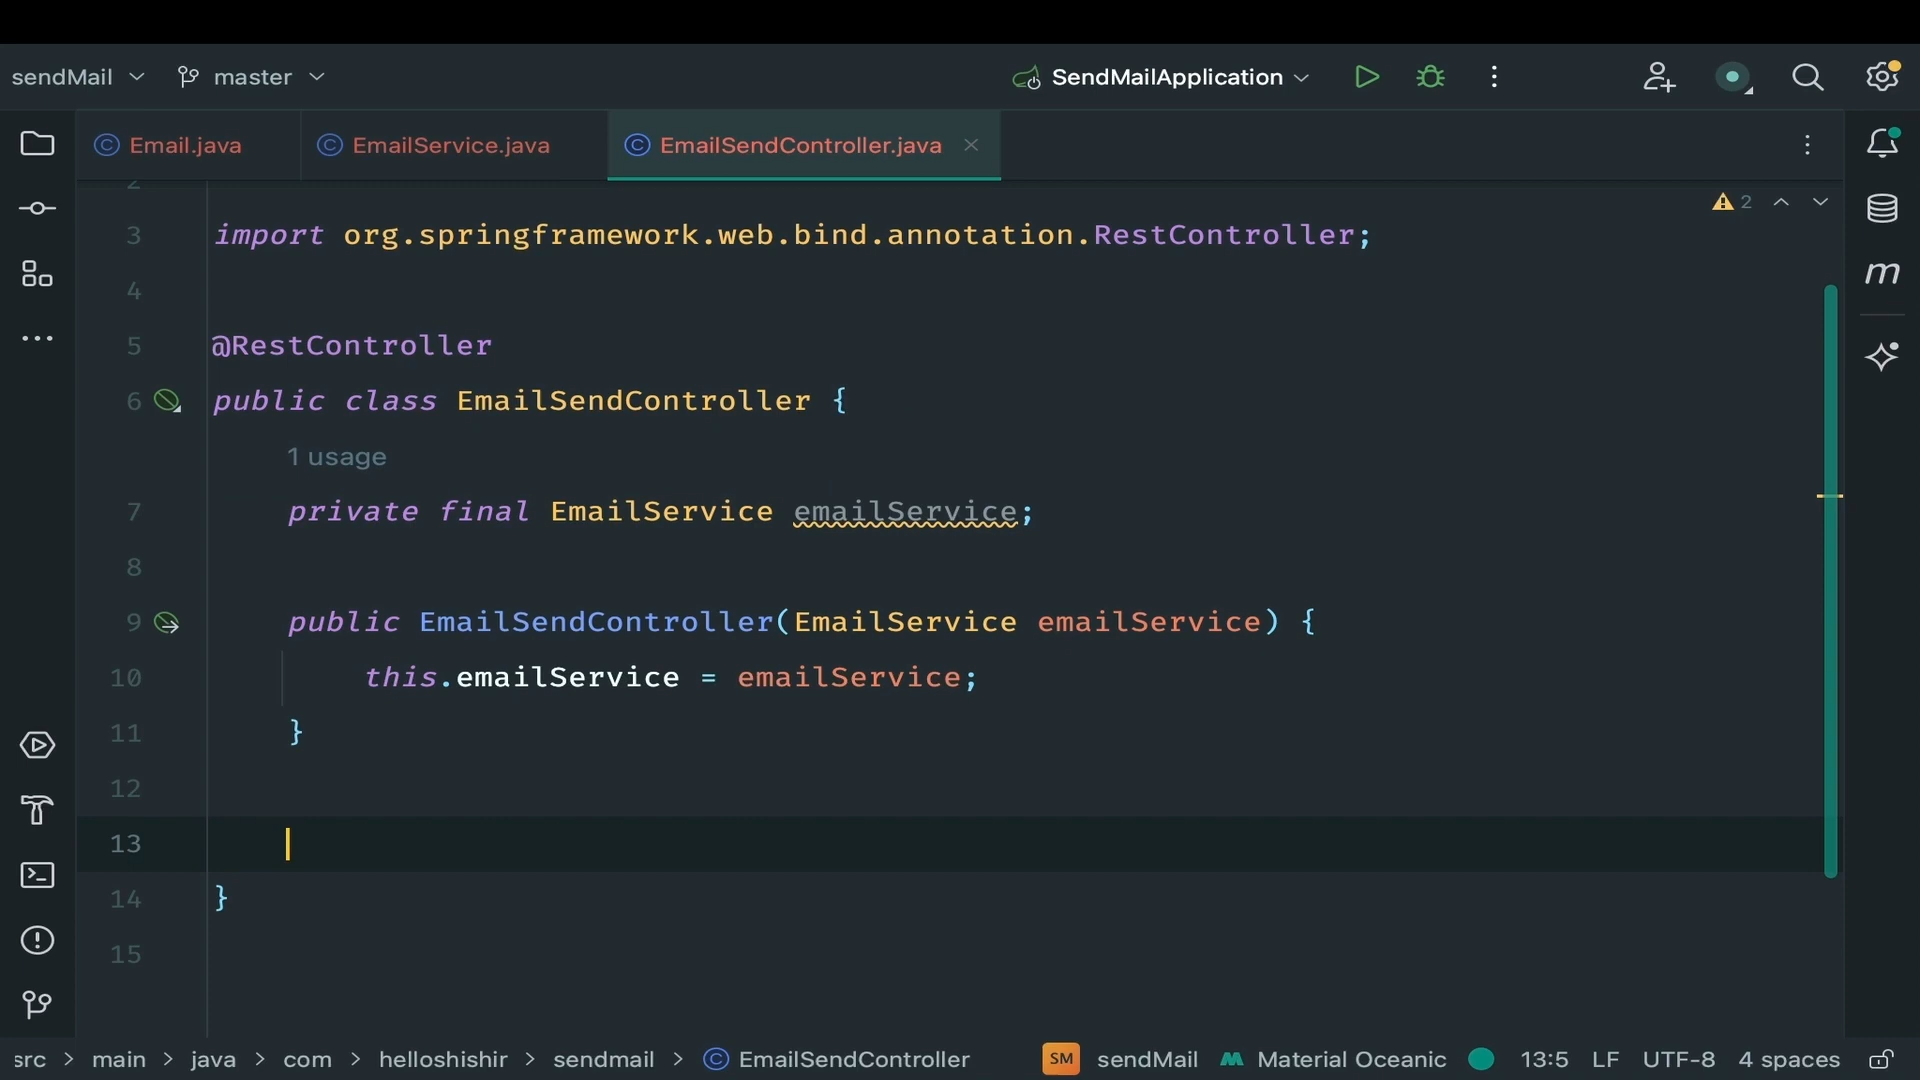 sendMail master SendMailApplication
Email.java EmailService.java EmailSendController.java
2
2
3 import org.springframework.web.bind.annotation.RestController;
4
5 @RestController
6 public class EmailSendController {
1 usage
7 private final EmailService emailService;
8
9 public EmailSendController(EmailService emailService) {
10 this.emailService = emailService;
11 }
12
13
14 }
15
src > main > java > com > helloshishir > sendmail > EmailSendController SM sendMail Material Oceanic 13:5 LF UTF-8 4 spaces